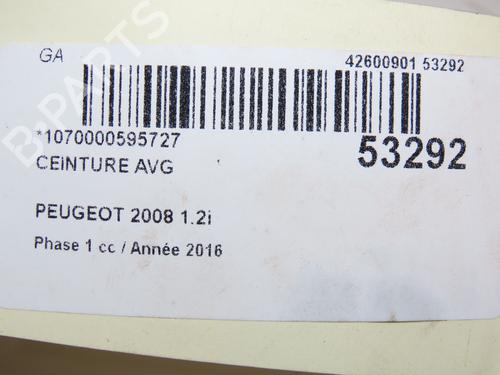 GA 42600901 53292
*1070000595727 53292
CEINTURE AVG
PEUGEOT 2008 1.2i
Phase 1 cc / Année 2016
B-PARTS